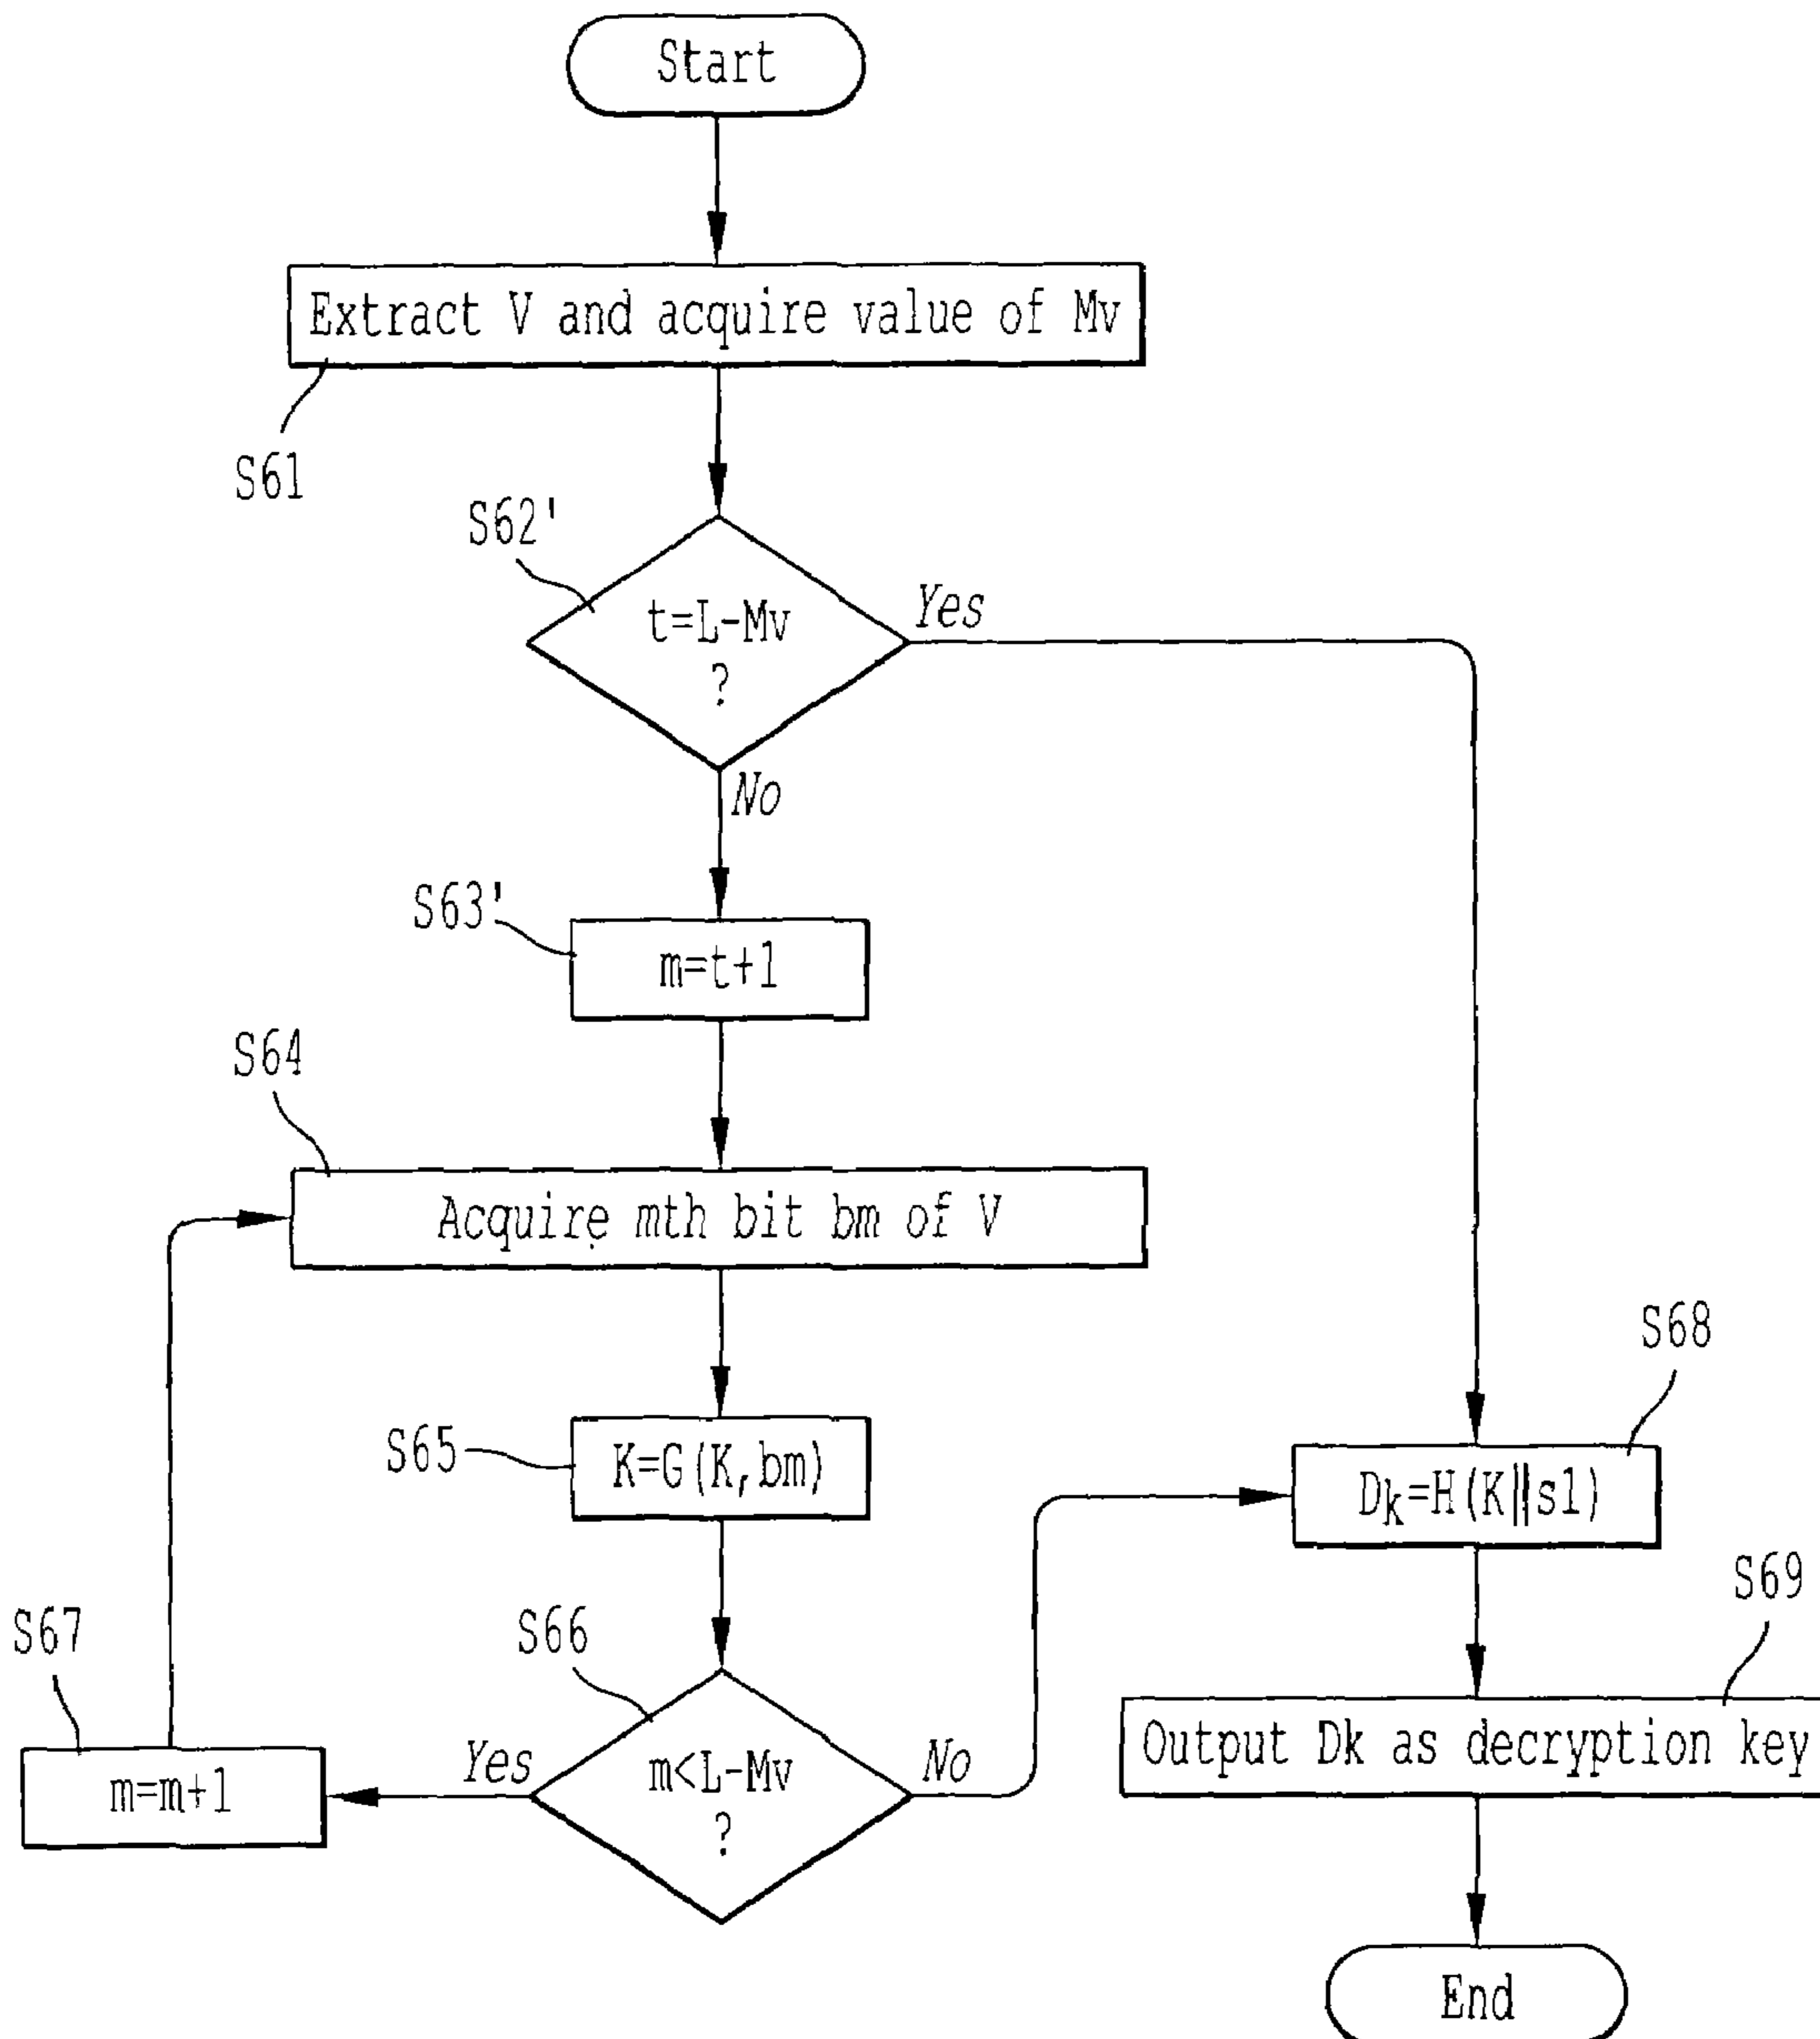 Start
Extract V and acquire value of Mv
S61
S62'
t=L-Mv
?
Yes
No
S63'
m=t+1
S64
Acquire mth bit bm of V
S65
K=G(K,bm)
S66
m<L-Mv
?
Yes
No
S67
m=m+1
S68
Dk=H(K||s1)
S69
Output Dk as decryption key
End